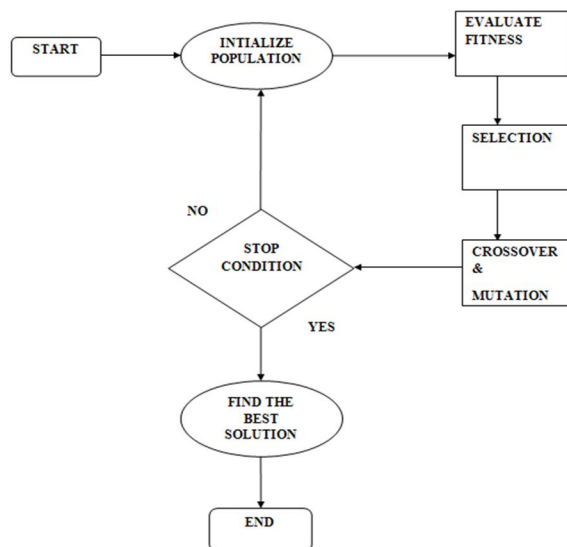 START
INTIALIZE
POPULATION
EVALUATE
FITNESS
SELECTION
CROSSOVER
&
MUTATION
STOP
CONDITION
NO
YES
FIND THE
BEST
SOLUTION
END